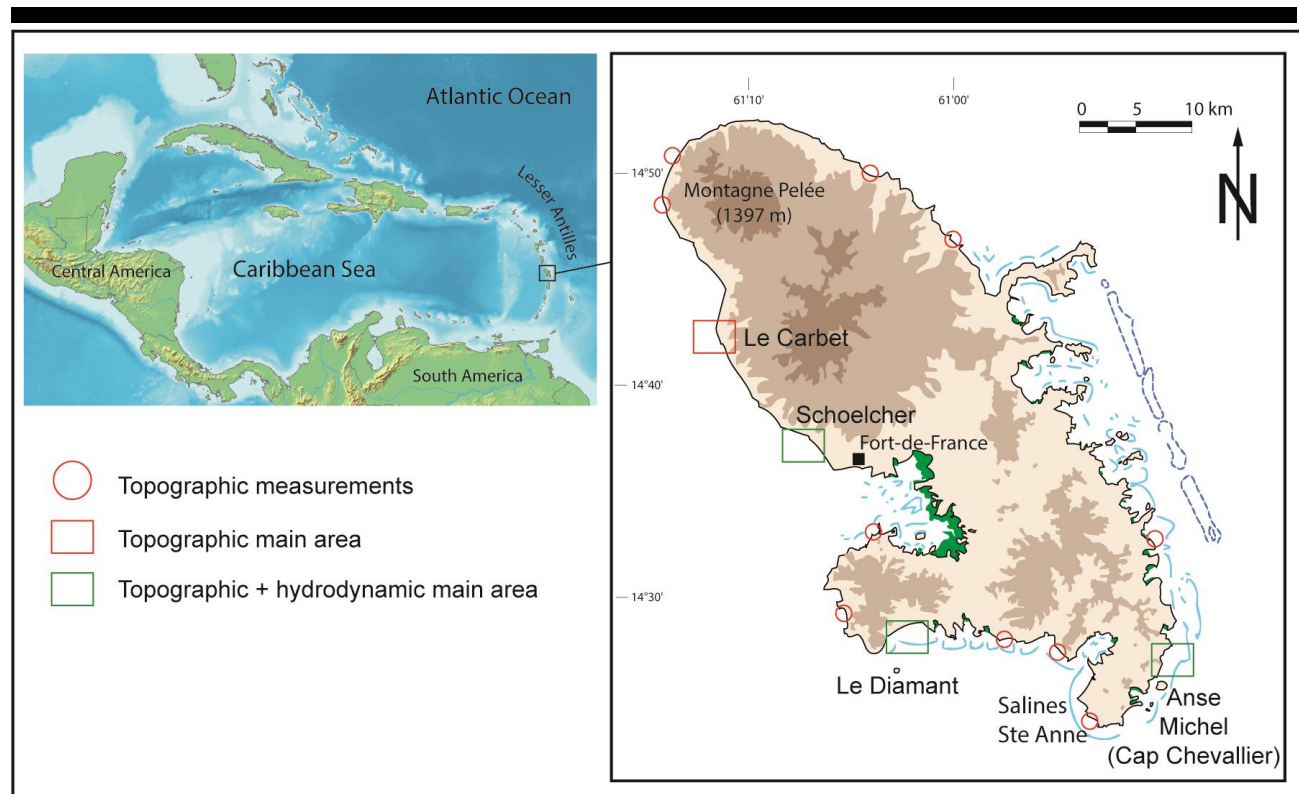 Atlantic Ocean
Lesser Antilles
Central America
Caribbean Sea
South America
Topographic measurements
Topographic main area
Topographic + hydrodynamic main area
61'10'
61'00'
0 5 10 km
N
14°50'
Montagne Pelée
(1397 m)
Le Carbet
14°40'
Schoelcher
Fort-de-France
14°30'
Le Diamant
Salines
Ste Anne
Anse
Michel
(Cap Chevallier)